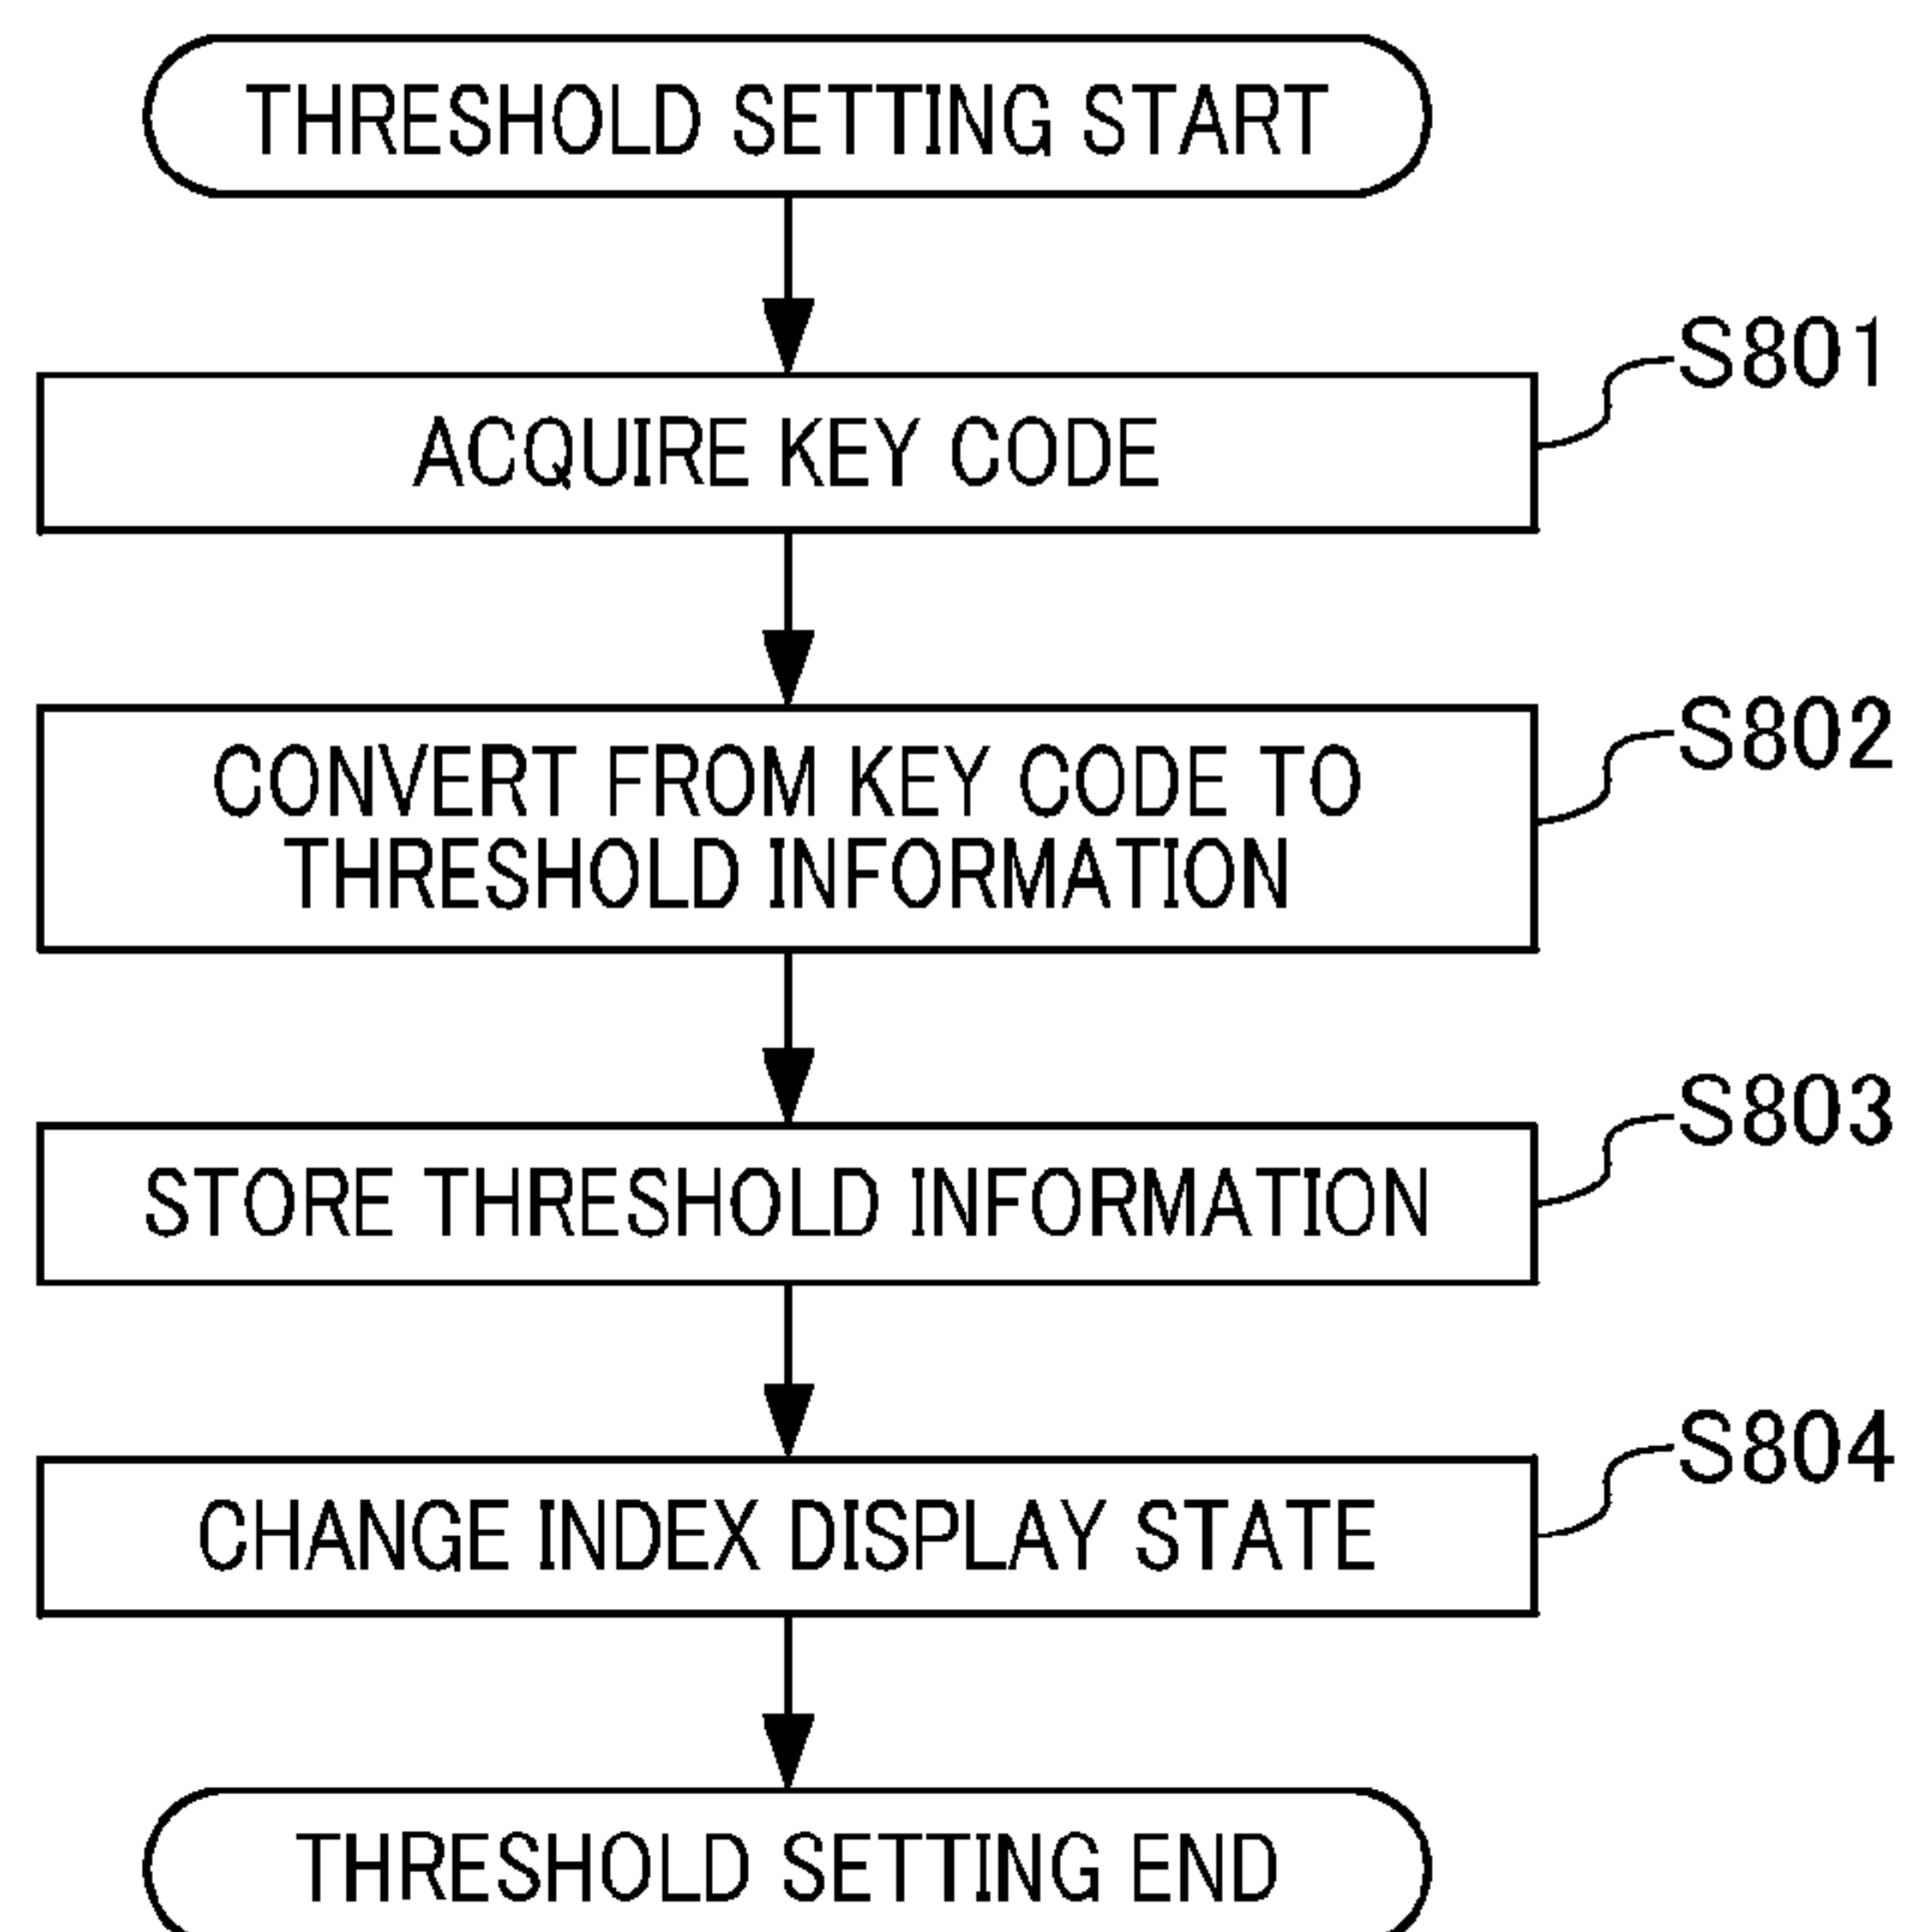 THRESHOLD SETTING START
S801
ACQUIRE KEY CODE
S802
CONVERT FROM KEY CODE TO
THRESHOLD INFORMATION
S803
STORE THRESHOLD INFORMATION
S804
CHANGE INDEX DISPLAY STATE
THRESHOLD SETTING END